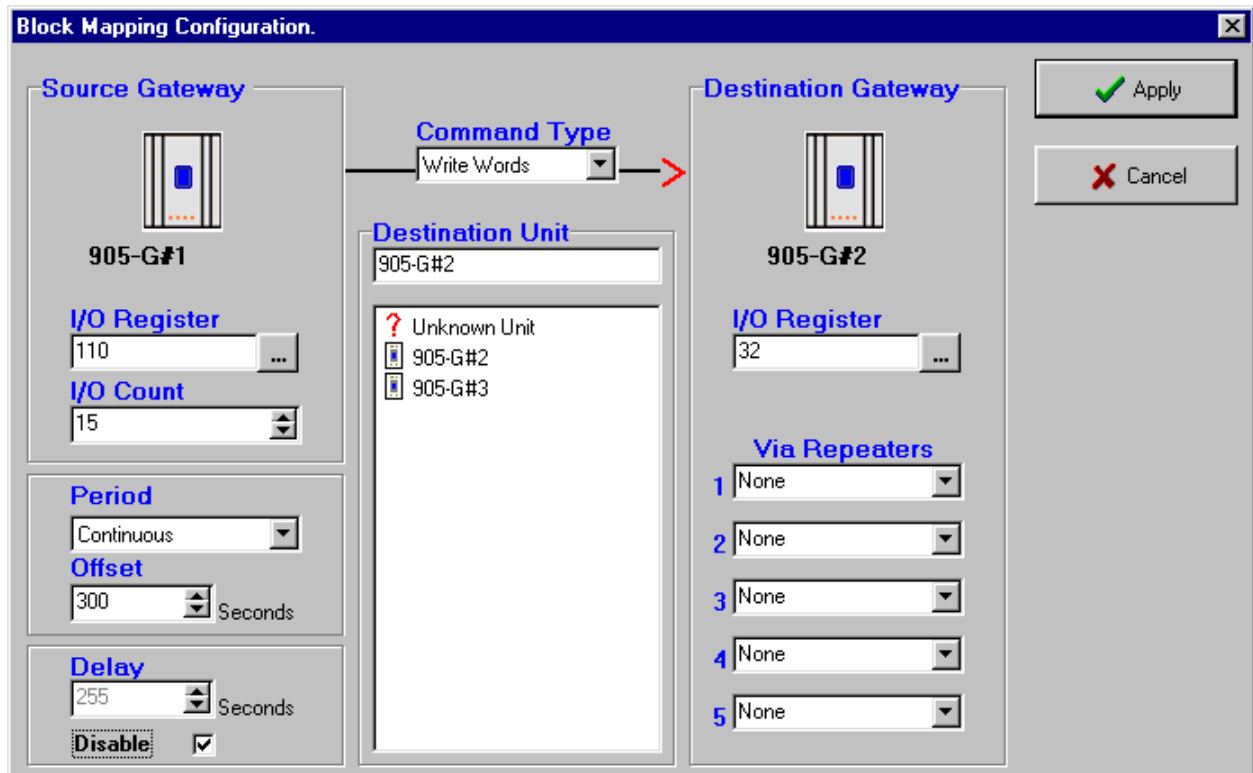 Block Mapping Configuration.
Source Gateway
905-G#1
I/O Register
110
...
I/O Count
15
Period
Continuous
Offset
300
Seconds
Delay
255
Seconds
Disable
Command Type
Write Words
Destination Unit
905-G#2
? Unknown Unit
905-G#2
905-G#3
Destination Gateway
905-G#2
I/O Register
32
...
Via Repeaters
1 None
2 None
3 None
4 None
5 None
Apply
Cancel